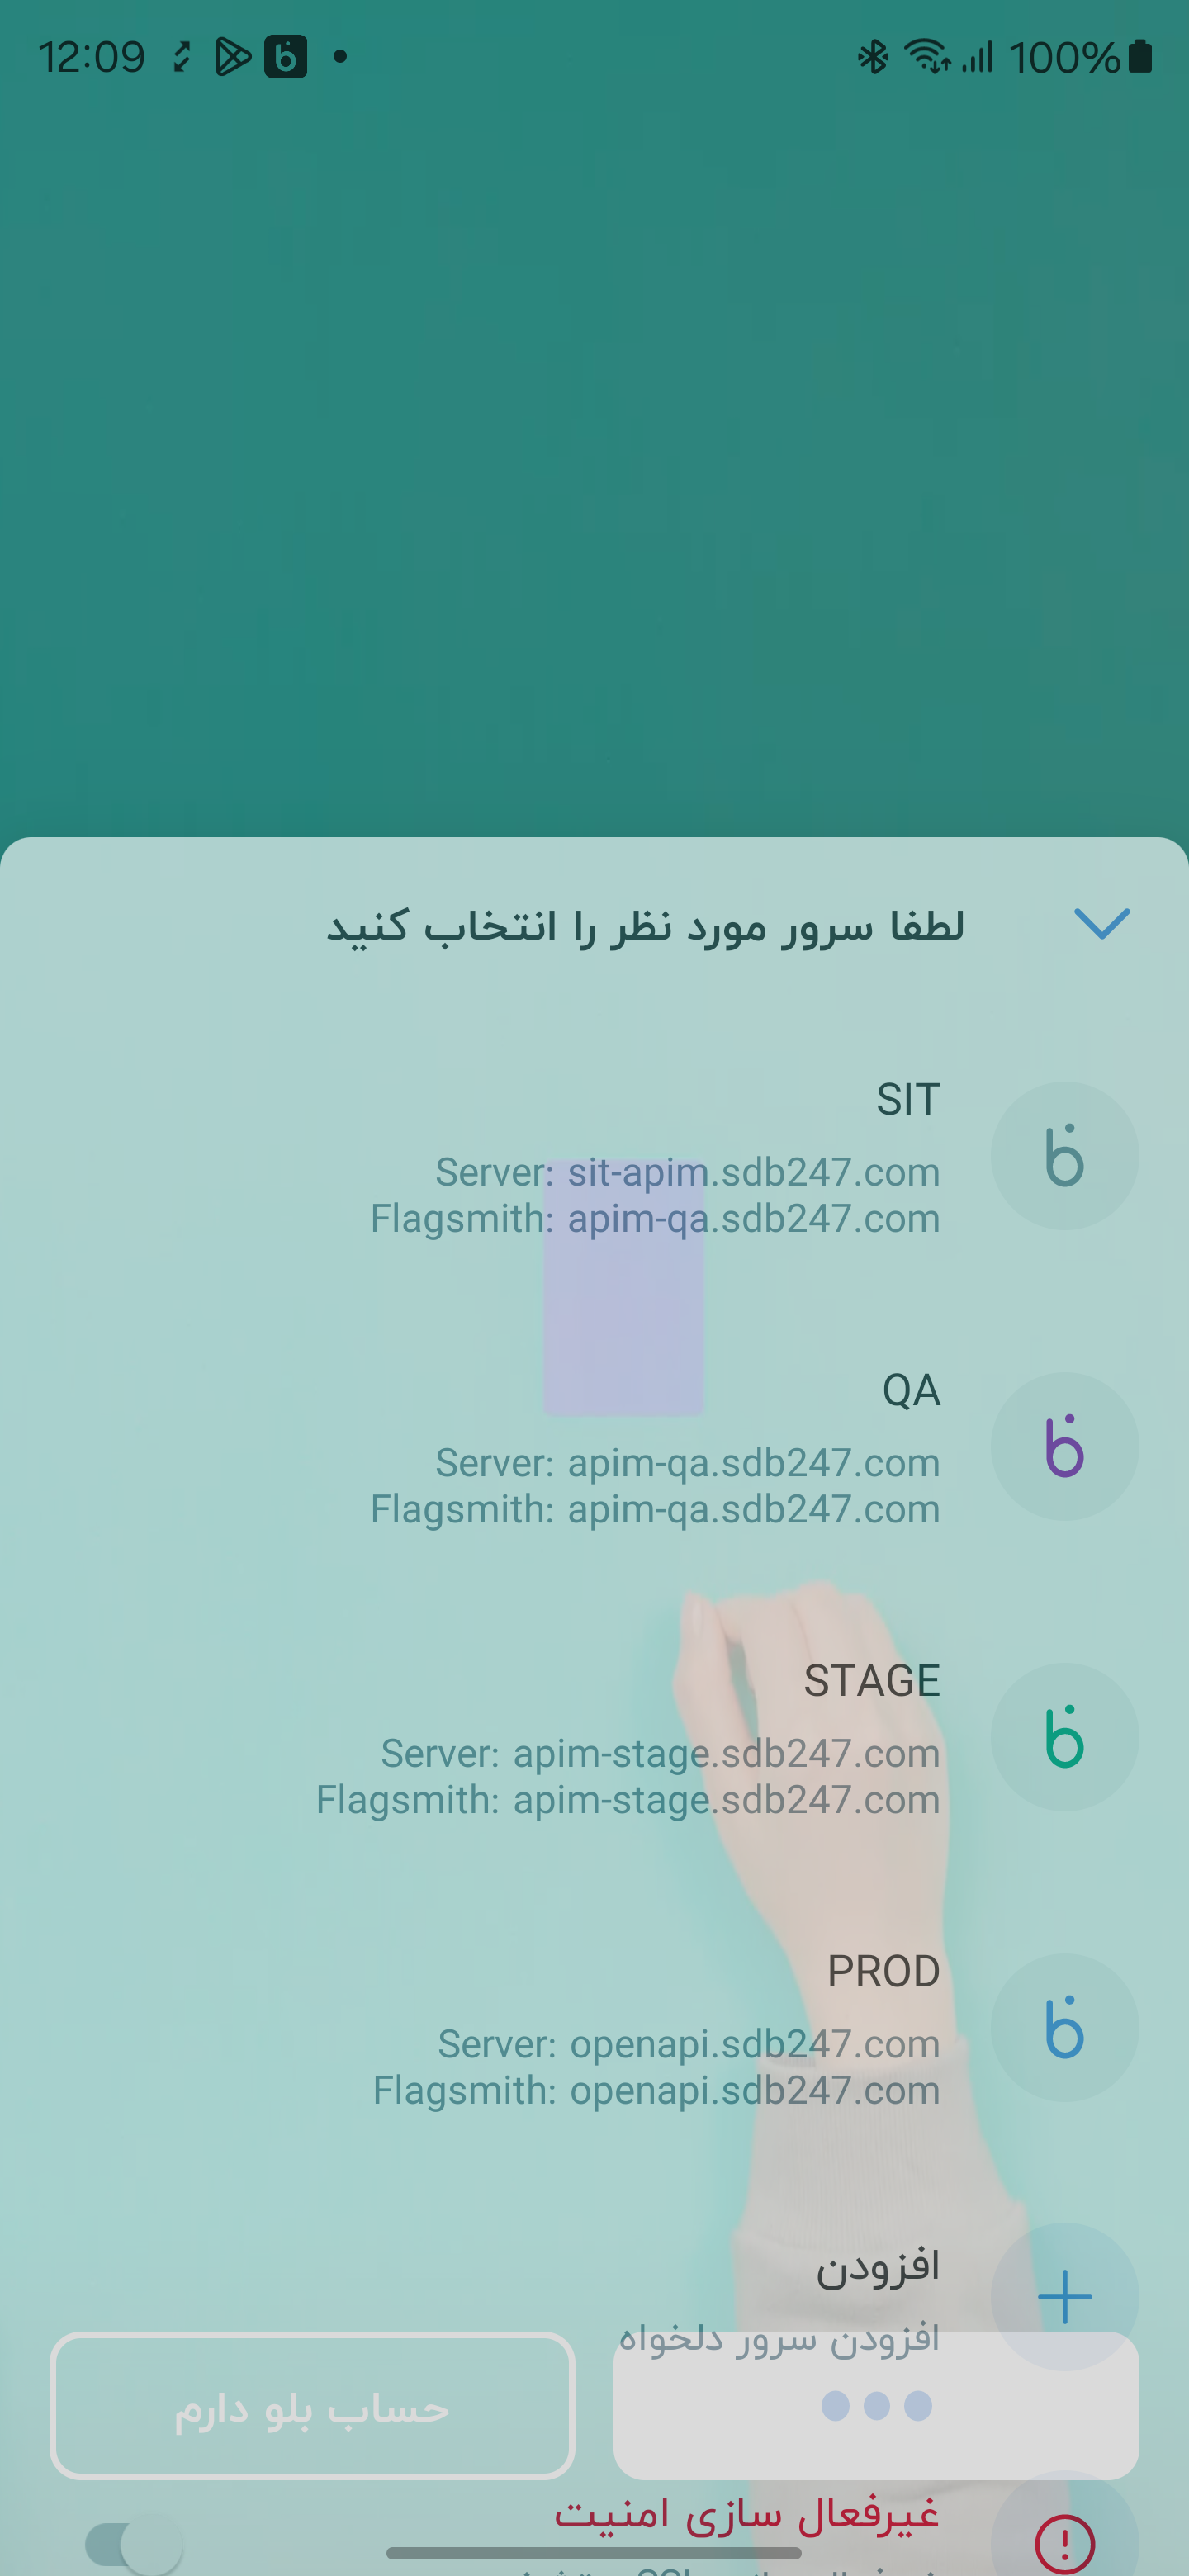 12:09
100%
لطفا سرور مورد نظر را انتخاب کنید
SIT
Server: sit-apim.sdb247.com
Flagsmith: apim-qa.sdb247.com
QA
Server: apim-qa.sdb247.com
Flagsmith: apim-qa.sdb247.com
STAGE
Server: apim-stage.sdb247.com
Flagsmith: apim-stage.sdb247.com
PROD
Server: openapi.sdb247.com
Flagsmith: openapi.sdb247.com
افزودن
افزودن سرور دلخواه
حساب بلو دارم
غیرفعال سازی امنیت